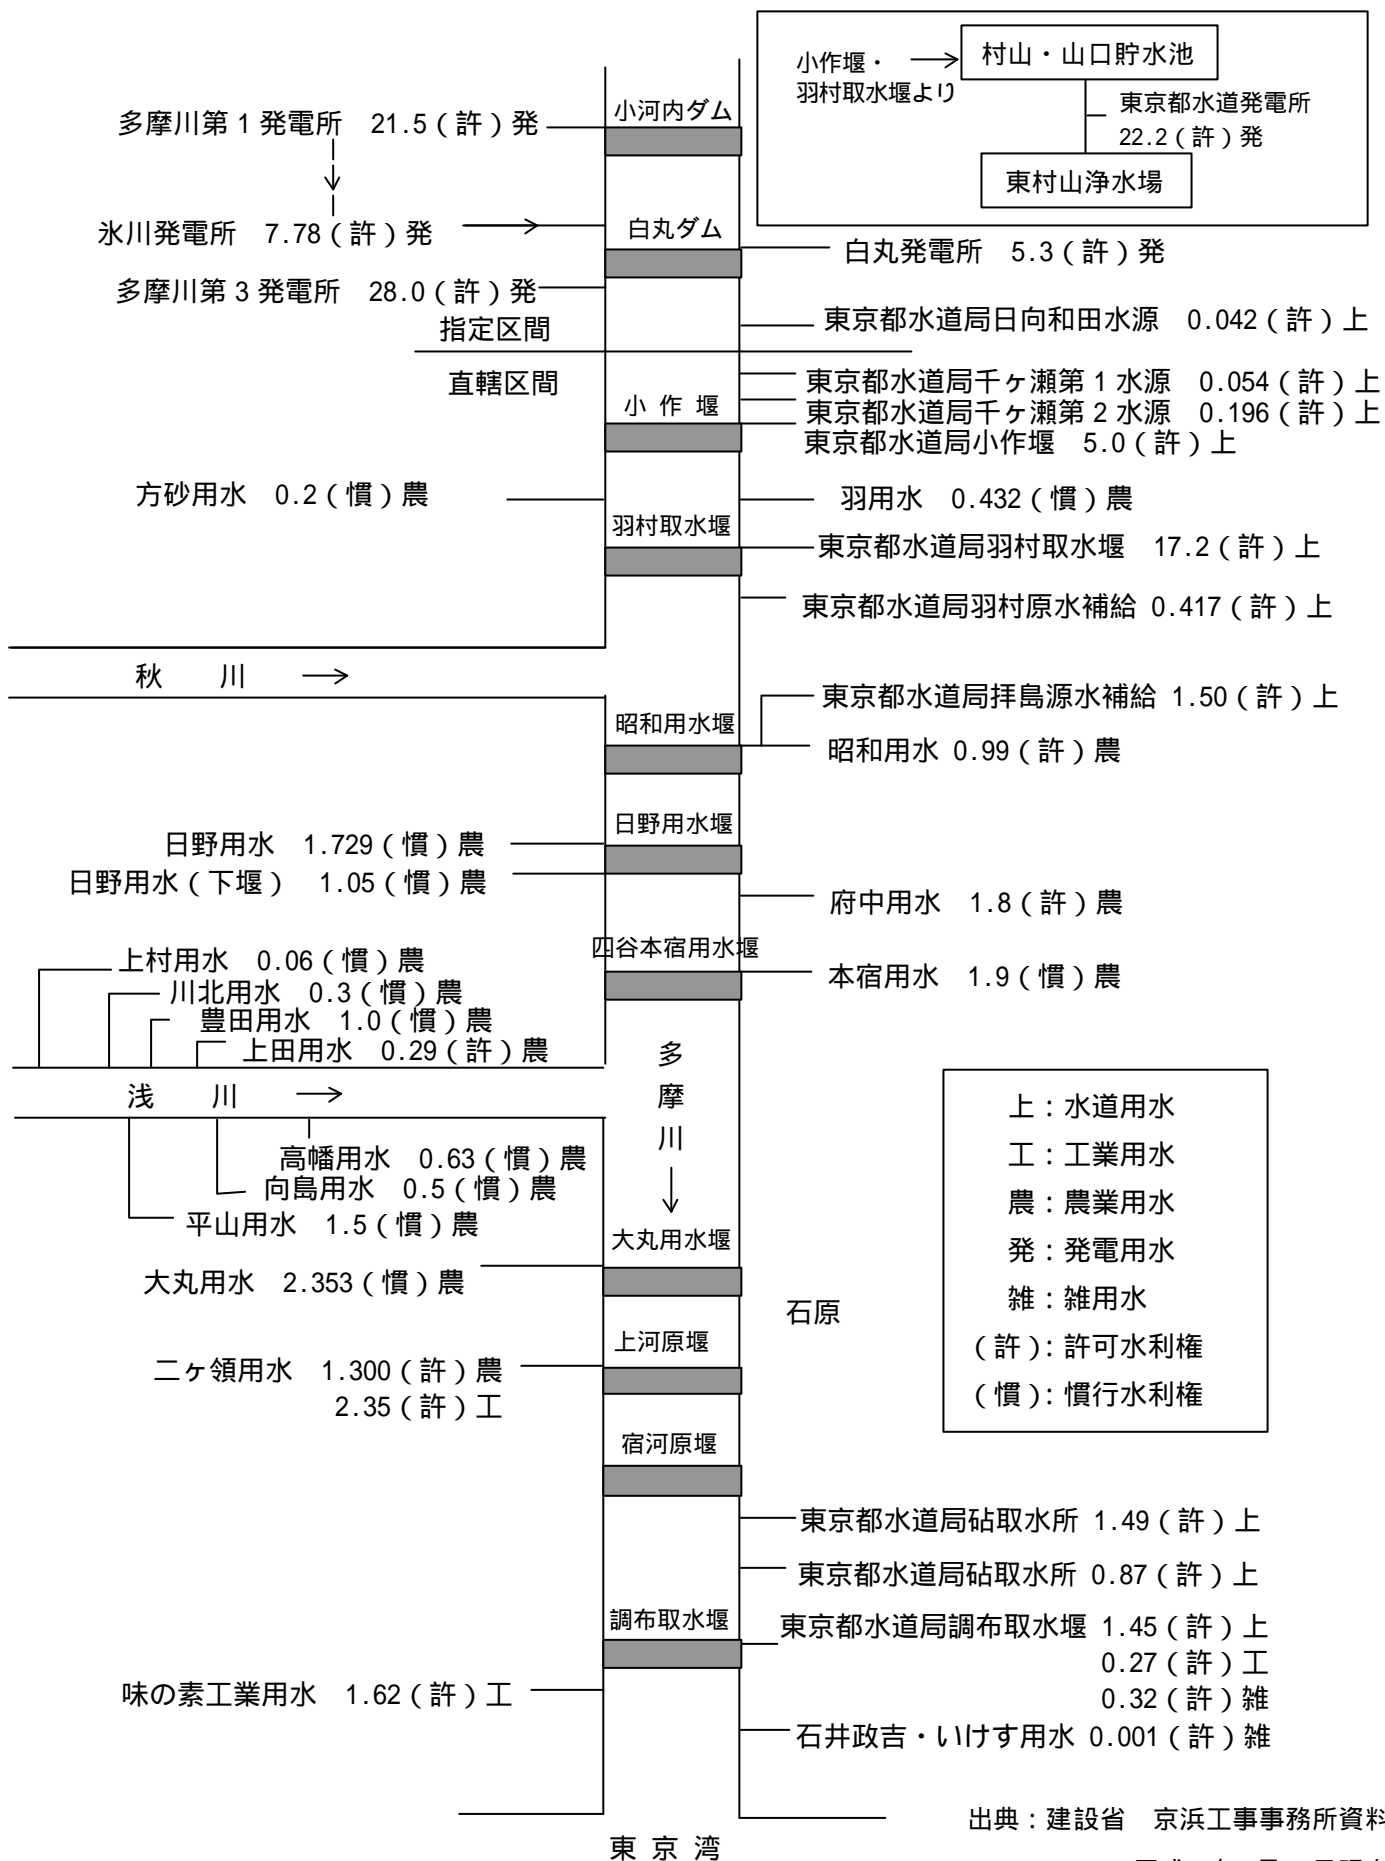 小作堰・
羽村取水堰より
村山・山口貯水池
東京都水道発電所
22.2(許)発
東村山浄水場
小河内ダム
多摩川第1発電所 21.5(許)発
氷川発電所 7.78(許)発
白丸ダム
白丸発電所 5.3(許)発
多摩川第3発電所 28.0(許)発
東京都水道局日向和田水源 0.042(許)上
指定区間
直轄区間
東京都水道局千ヶ瀬第1水源 0.054(許)上
東京都水道局千ヶ瀬第2水源 0.196(許)上
小作堰
東京都水道局小作堰 5.0(許)上
方砂用水 0.2(慣)農
羽用水 0.432(慣)農
羽村取水堰
東京都水道局羽村取水堰 17.2(許)上
東京都水道局羽村原水補給 0.417(許)上
秋川 →
東京都水道局拝島源水補給 1.50(許)上
昭和用水堰
昭和用水 0.99(許)農
日野用水堰
日野用水 1.729(慣)農
日野用水(下堰) 1.05(慣)農
府中用水 1.8(許)農
四谷本宿用水堰
本宿用水 1.9(慣)農
上村用水 0.06(慣)農
川北用水 0.3(慣)農
豊田用水 1.0(慣)農
上田用水 0.29(許)農
浅川 →
多摩川
↓
高幡用水 0.63(慣)農
向島用水 0.5(慣)農
平山用水 1.5(慣)農
大丸用水堰
大丸用水 2.353(慣)農
石原
上河原堰
二ヶ領用水 1.300(許)農
2.35(許)工
宿河原堰
上:水道用水
工:工業用水
農:農業用水
発:発電用水
雑:雑用水
(許):許可水利権
(慣):慣行水利権
東京都水道局砧取水所 1.49(許)上
東京都水道局砧取水所 0.87(許)上
調布取水堰
東京都水道局調布取水堰 1.45(許)上
0.27(許)工
0.32(許)雑
味の素工業用水 1.62(許)工
石井政吉・いけす用水 0.001(許)雑
東京湾
出典:建設省 京浜工事事務所資料